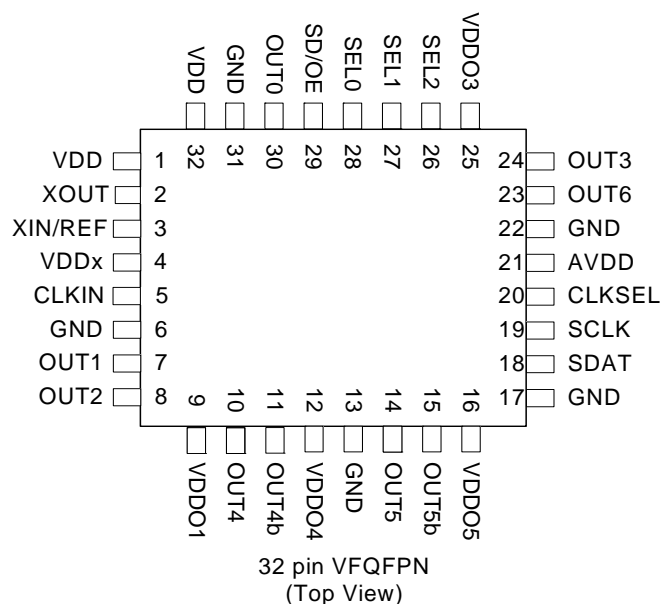 VDD
GND
OUT0
SD/OE
SEL0
SEL1
SEL2
VDDO3
32
31
30
29
28
27
26
25
VDD 1
XOUT 2
XIN/REF 3
VDDx 4
CLKIN 5
GND 6
OUT1 7
OUT2 8
24 OUT3
23 OUT6
22 GND
21 AVDD
20 CLKSEL
19 SCLK
18 SDAT
17 GND
9
10
11
12
13
14
15
16
VDDO1
OUT4
OUT4b
VDDO4
GND
OUT5
OUT5b
VDDO5
32 pin VFQFPN
(Top View)